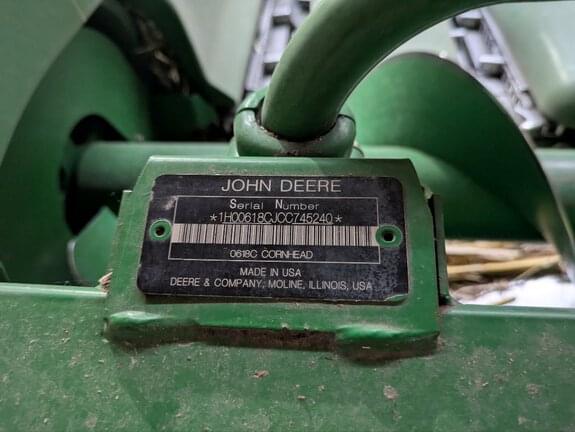 JOHN DEERE
Serial Number
*1H00618CJCC745240*
0618C CORNHEAD
MADE IN USA
DEERE & COMPANY, MOLINE, ILLINOIS, USA